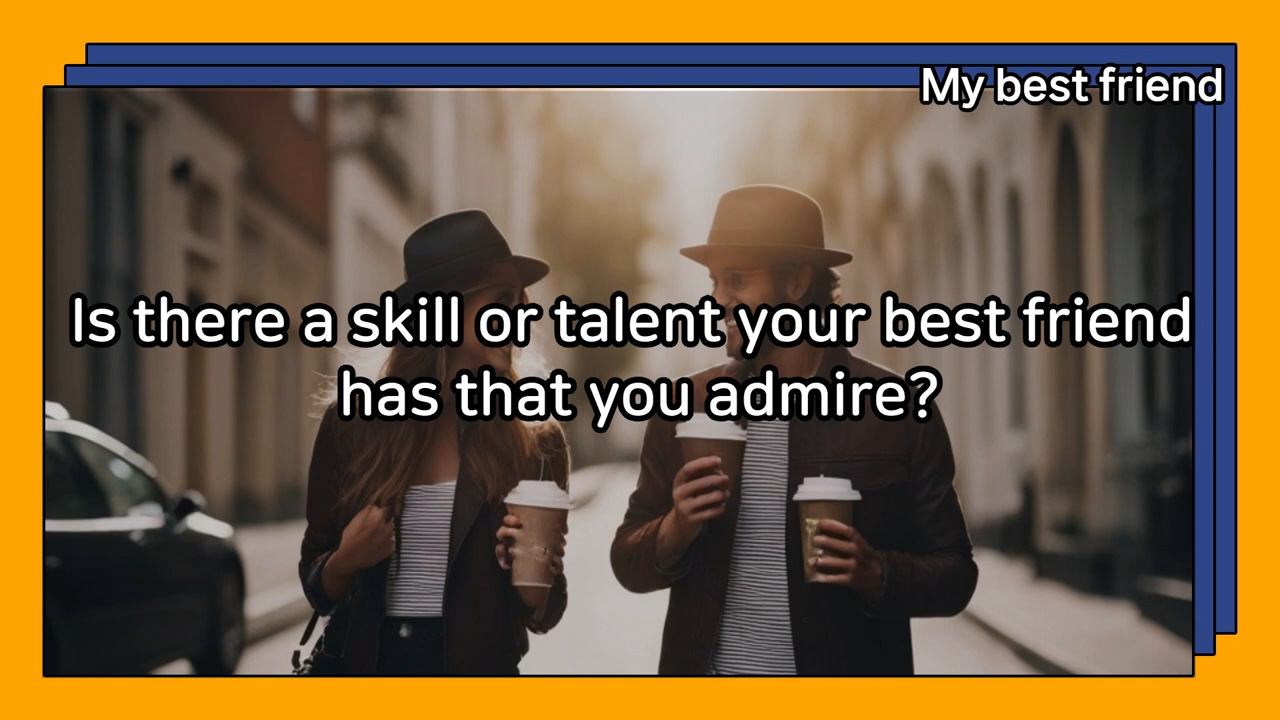 My best friend
Is there a skill or talent your best friend
has that you admire?